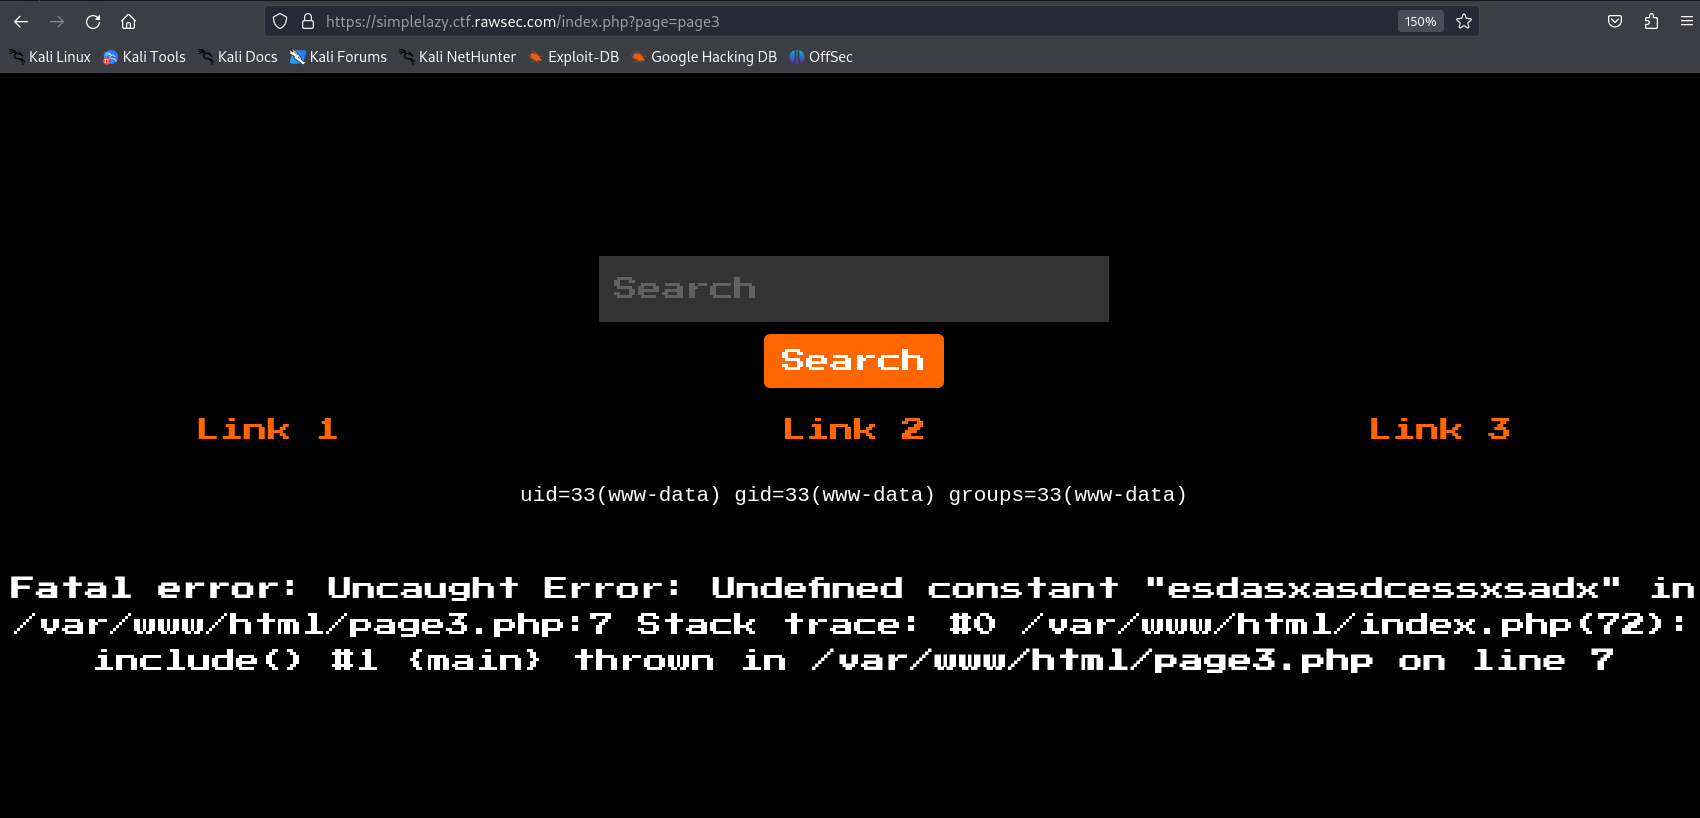 https://simplelazy.ctf.rawsec.com/index.php?page=page3 150%
Kali Linux Kali Tools Kali Docs Kali Forums Kali NetHunter Exploit-DB Google Hacking DB OffSec
Search
Search
Link 1 Link 2 Link 3
uid=33(www-data) gid=33(www-data) groups=33(www-data)
Fatal error: Uncaught Error: Undefined constant "esdasxasdcessxsadx" in
/var/www/html/page3.php:7 Stack trace: #0 /var/www/html/index.php(72):
include() #1 {main} thrown in /var/www/html/page3.php on line 7